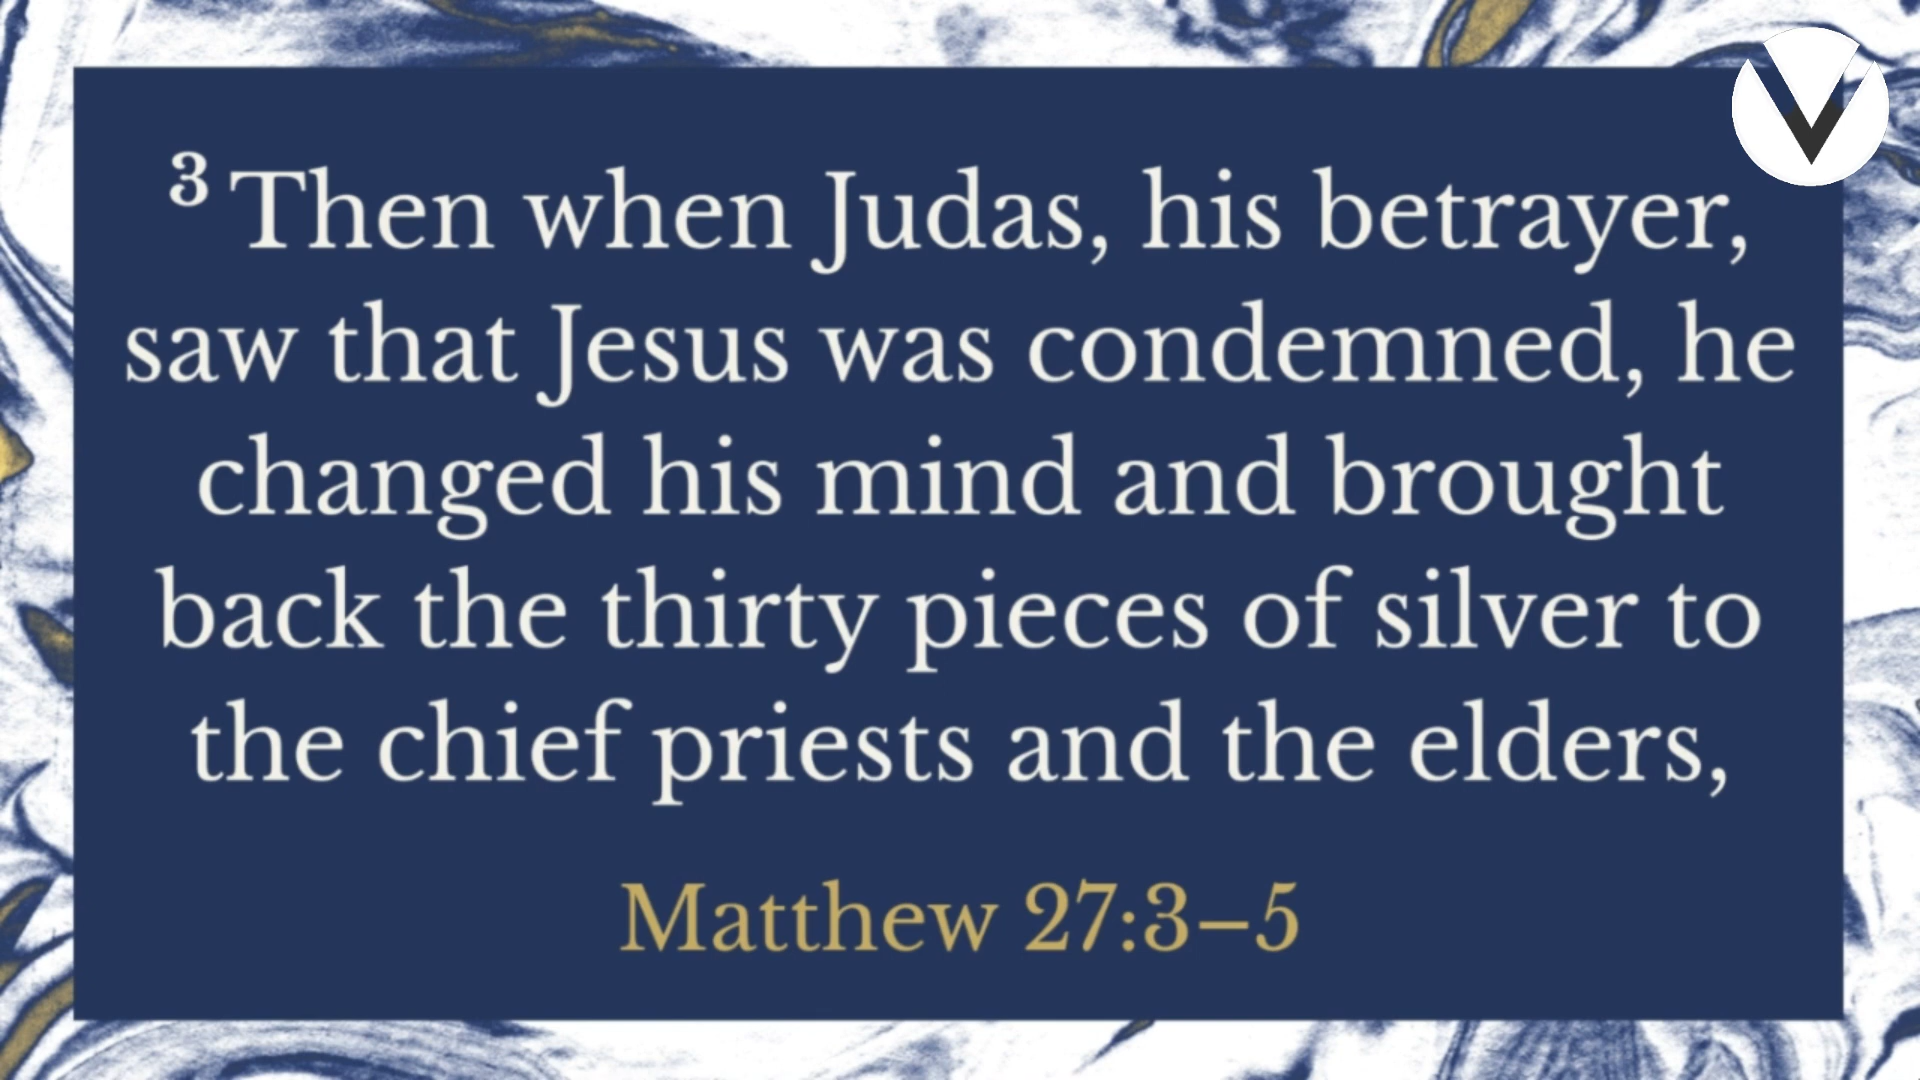 3 Then when Judas, his betrayer,
saw that Jesus was condemned, he
changed his mind and brought
back the thirty pieces of silver to
the chief priests and the elders,
Matthew 27:3–5